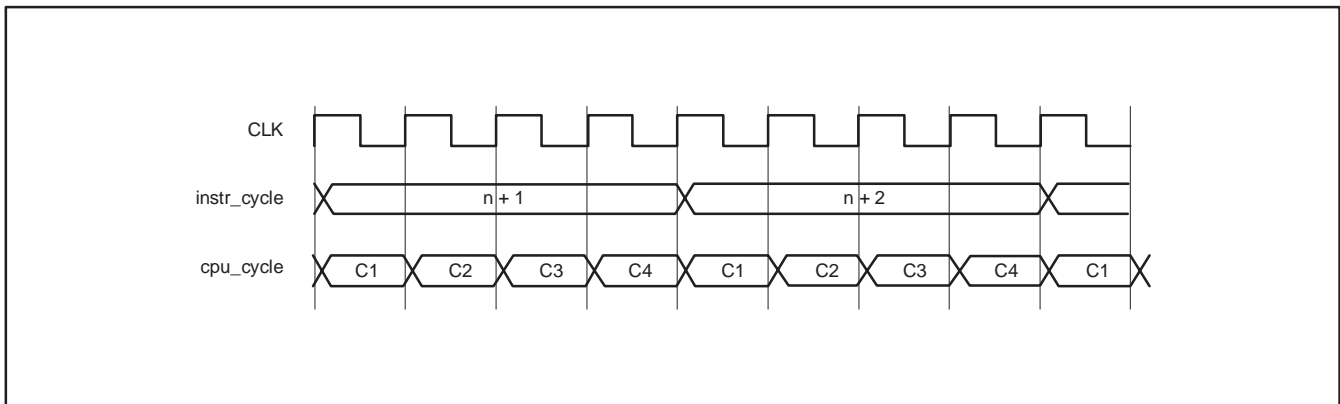 CLK
instr_cycle
n + 1
n + 2
cpu_cycle
C1 C2 C3 C4 C1 C2 C3 C4 C1